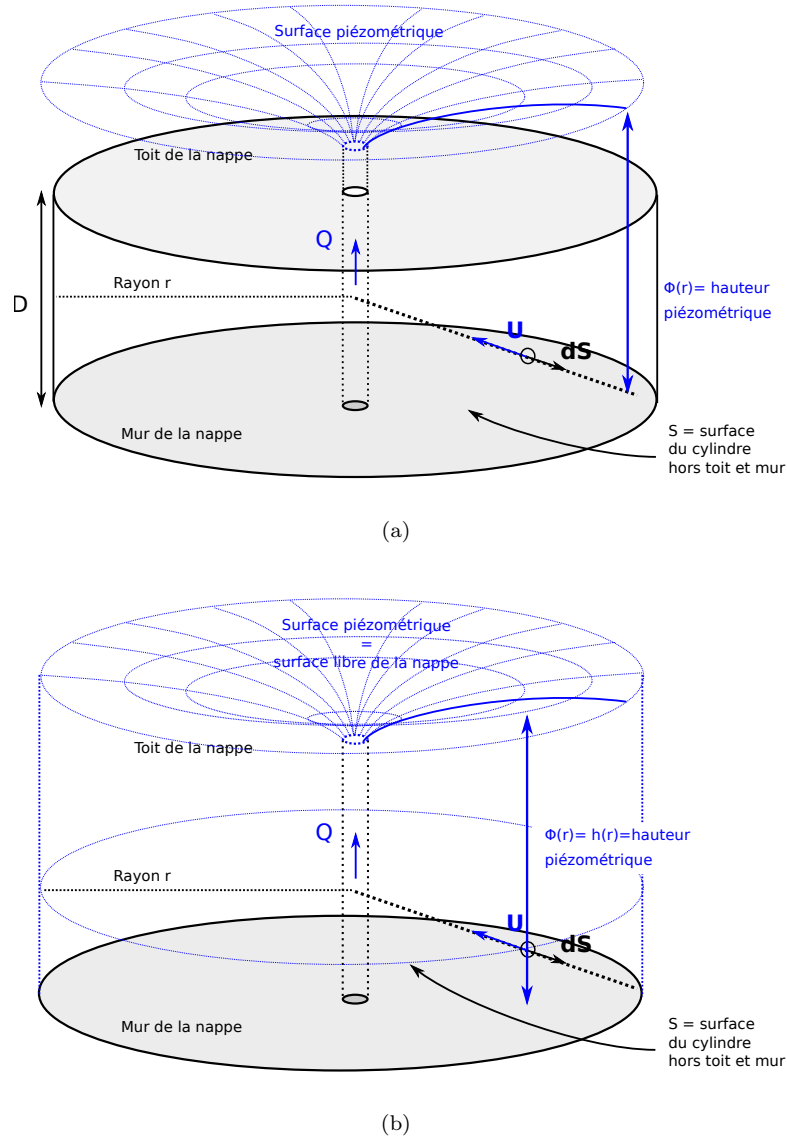 Surface piézométrique
Toit de la nappe
Q
D
Rayon r
Φ(r)= hauteur
piézométrique
U
dS
Mur de la nappe
S = surface
du cylindre
hors toit et mur
(a)
Surface piézométrique
=
surface libre de la nappe
Toit de la nappe
Q
Φ(r)= h(r)=hauteur
piézométrique
Rayon r
U
dS
Mur de la nappe
S = surface
du cylindre
hors toit et mur
(b)